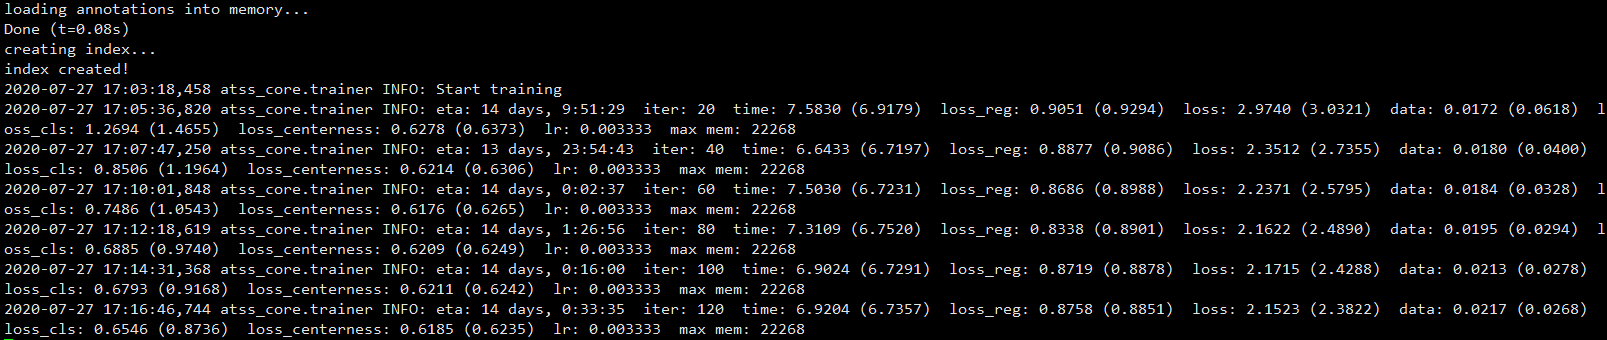 loading annotations into memory...
Done (t=0.08s)
creating index...
index created!
2020-07-27 17:03:18,458 atss_core.trainer INFO: Start training
2020-07-27 17:05:36,820 atss_core.trainer INFO: eta: 14 days, 9:51:29  iter: 20  time: 7.5830 (6.9179)  loss_reg: 0.9051 (0.9294)  loss: 2.9740 (3.0321)  data: 0.0172 (0.0618)  l
oss_cls: 1.2694 (1.4655)  loss_centerness: 0.6278 (0.6373)  lr: 0.003333  max mem: 22268
2020-07-27 17:07:47,250 atss_core.trainer INFO: eta: 13 days, 23:54:43  iter: 40  time: 6.6433 (6.7197)  loss_reg: 0.8877 (0.9086)  loss: 2.3512 (2.7355)  data: 0.0180 (0.0400)
loss_cls: 0.8506 (1.1964)  loss_centerness: 0.6214 (0.6306)  lr: 0.003333  max mem: 22268
2020-07-27 17:10:01,848 atss_core.trainer INFO: eta: 14 days, 0:02:37  iter: 60  time: 7.5030 (6.7231)  loss_reg: 0.8686 (0.8988)  loss: 2.2371 (2.5795)  data: 0.0184 (0.0328)  l
oss_cls: 0.7486 (1.0543)  loss_centerness: 0.6176 (0.6265)  lr: 0.003333  max mem: 22268
2020-07-27 17:12:18,619 atss_core.trainer INFO: eta: 14 days, 1:26:56  iter: 80  time: 7.3109 (6.7520)  loss_reg: 0.8338 (0.8901)  loss: 2.1622 (2.4890)  data: 0.0195 (0.0294)  l
oss_cls: 0.6885 (0.9740)  loss_centerness: 0.6209 (0.6249)  lr: 0.003333  max mem: 22268
2020-07-27 17:14:31,368 atss_core.trainer INFO: eta: 14 days, 0:16:00  iter: 100  time: 6.9024 (6.7291)  loss_reg: 0.8719 (0.8878)  loss: 2.1715 (2.4288)  data: 0.0213 (0.0278)
loss_cls: 0.6793 (0.9168)  loss_centerness: 0.6211 (0.6242)  lr: 0.003333  max mem: 22268
2020-07-27 17:16:46,744 atss_core.trainer INFO: eta: 14 days, 0:33:35  iter: 120  time: 6.9204 (6.7357)  loss_reg: 0.8758 (0.8851)  loss: 2.1523 (2.3822)  data: 0.0217 (0.0268)
loss_cls: 0.6546 (0.8736)  loss_centerness: 0.6185 (0.6235)  lr: 0.003333  max mem: 22268